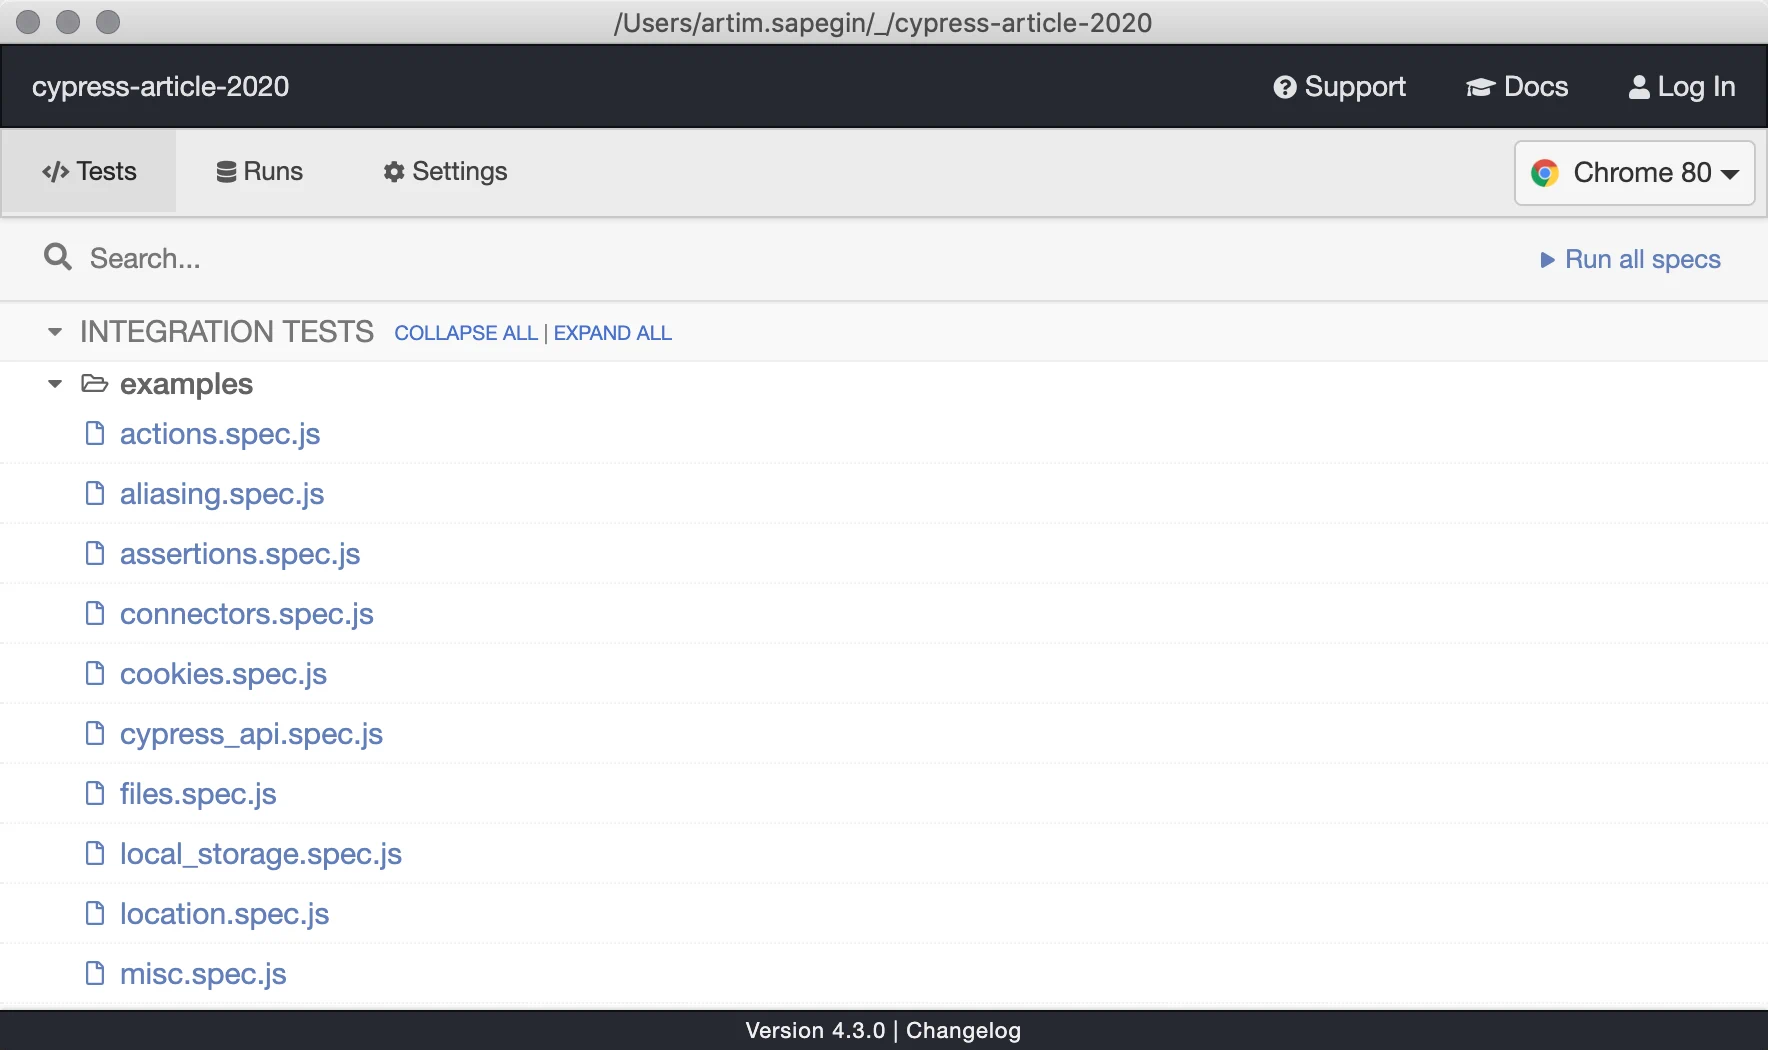 /Users/artim.sapegin/_/cypress-article-2020
cypress-article-2020 Support Docs Log In
Tests Runs Settings Chrome 80
Search... Run all specs
INTEGRATION TESTS COLLAPSE ALL | EXPAND ALL
examples
actions.spec.js
aliasing.spec.js
assertions.spec.js
connectors.spec.js
cookies.spec.js
cypress_api.spec.js
files.spec.js
local_storage.spec.js
location.spec.js
misc.spec.js
Version 4.3.0 | Changelog